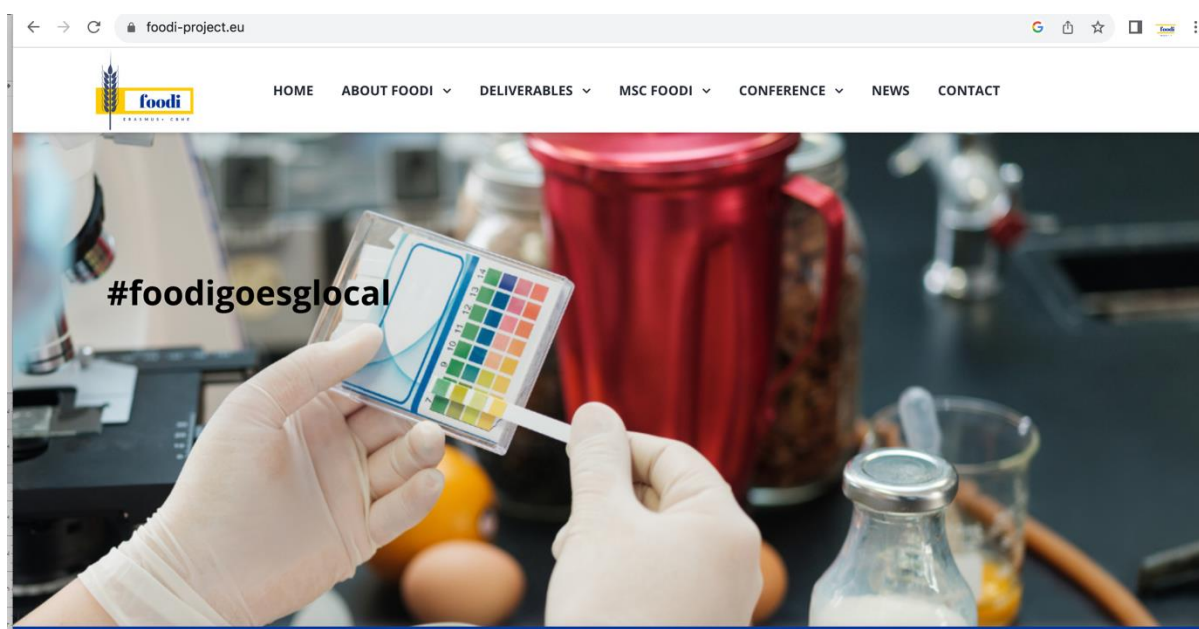 foodi-project.eu
foodi
ERASMUS+ CBHE
HOME ABOUT FOODI DELIVERABLES MSC FOODI CONFERENCE NEWS CONTACT
#foodigoesglocal
14
13
12
11
10
9
7